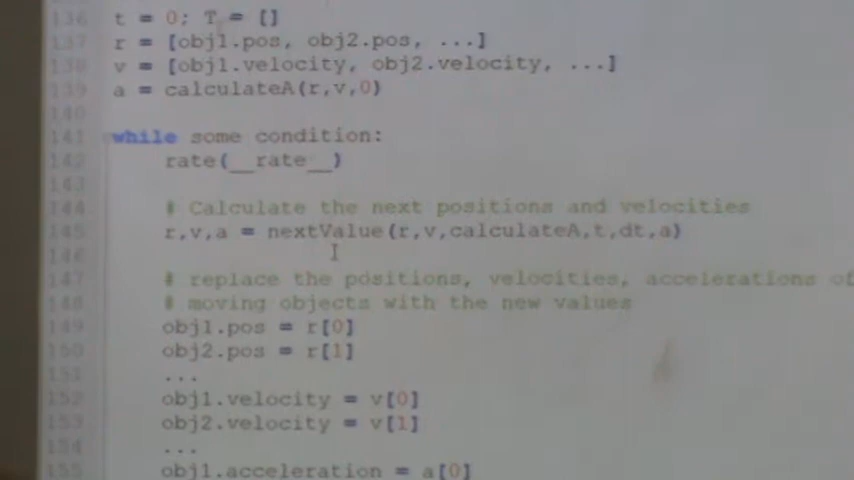 136 t = 0; T = []
137 r = [obj1.pos, obj2.pos, ...]
138 v = [obj1.velocity, obj2.velocity, ...]
139 a = calculateA(r,v,0)
140
141 while some condition:
142 rate(__rate__)
143
144 # Calculate the next positions and velocities
145 r,v,a = nextValue(r,v,calculateA,t,dt,a)
146
147 # replace the positions, velocities, accelerations of
148 # moving objects with the new values
149 obj1.pos = r[0]
150 obj2.pos = r[1]
151 ...
152 obj1.velocity = v[0]
153 obj2.velocity = v[1]
154 ...
155 obj1.acceleration = a[0]